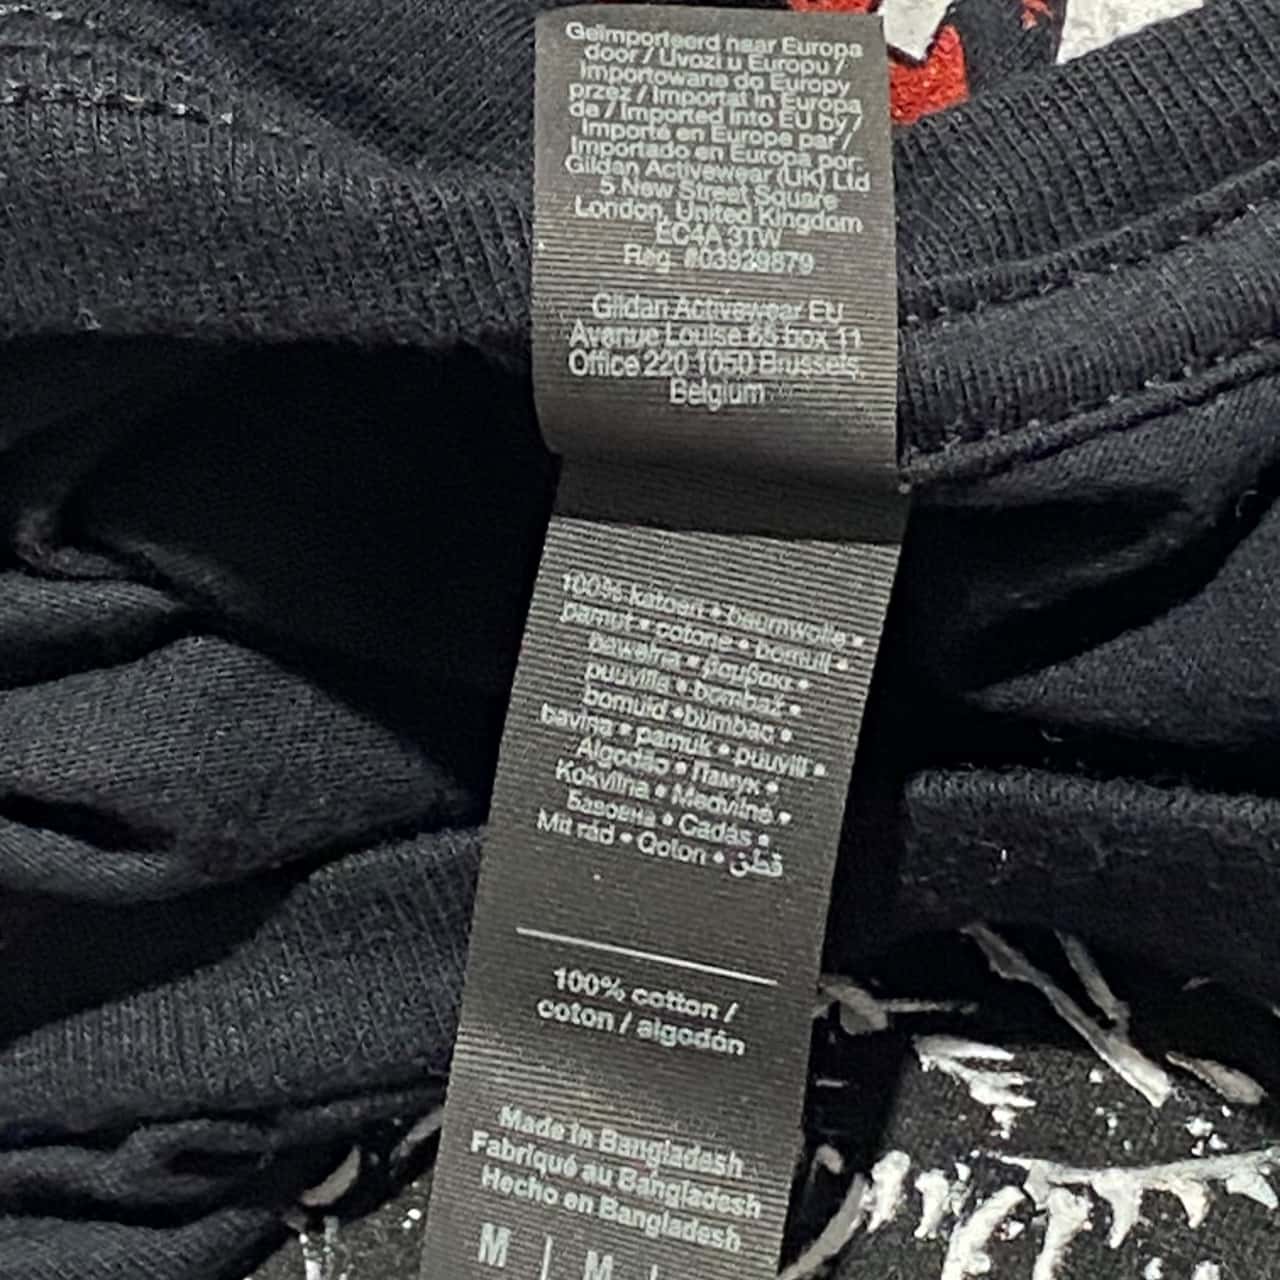 Geïmporteerd naar Europa
door / Uvozi u Europu /
Importowane do Europy
przez / Importat în Europa
de / Imported into EU by /
Importé en Europe par /
Importado en Europa por:
Gildan Activewear (UK) Ltd
5 New Street Square
London, United Kingdom
EC4A 3TW
Reg #03929879
Gildan Activewear EU
Avenue Louise 65 box 11
Office 220 1050 Brussels,
Belgium
100% katoen • baumwolle •
pamut • cotone • bomull •
bawełna • βαμβάκι •
puuvilla • bombaž •
bomuld • bumbac •
bavlna • pamuk • puuvill •
Algodão • Памук •
Kokvilna • Medvilnė •
Бавовна • Cadás •
Mit rád • Qoton • قطن
100% cotton /
coton / algodón
Made in Bangladesh
Fabriqué au Bangladesh
Hecho en Bangladesh
M | M |